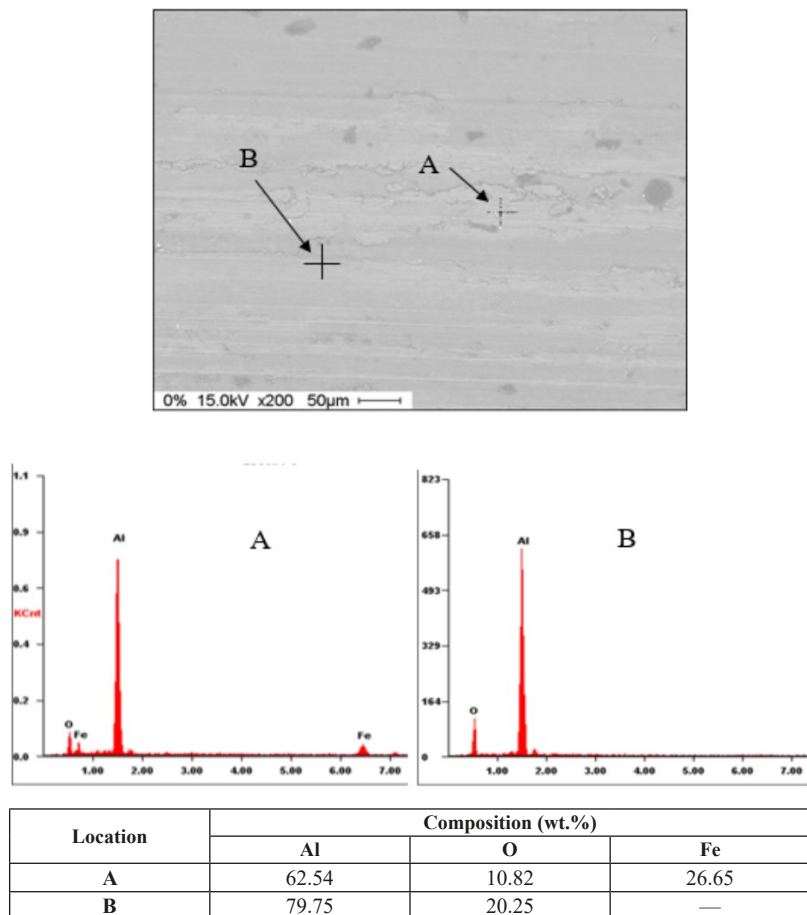 B
A
0% 15.0kV x200 50µm
1.1
0.9
0.6
KCnt
0.4
0.2
0.0
Al
A
O
Fe
Fe
1.00 2.00 3.00 4.00 5.00 6.00 7.00
823
658
493
329
164
0
Al
B
O
1.00 2.00 3.00 4.00 5.00 6.00 7.00
Location Composition (wt.%)
Al O Fe
A 62.54 10.82 26.65
B 79.75 20.25 —